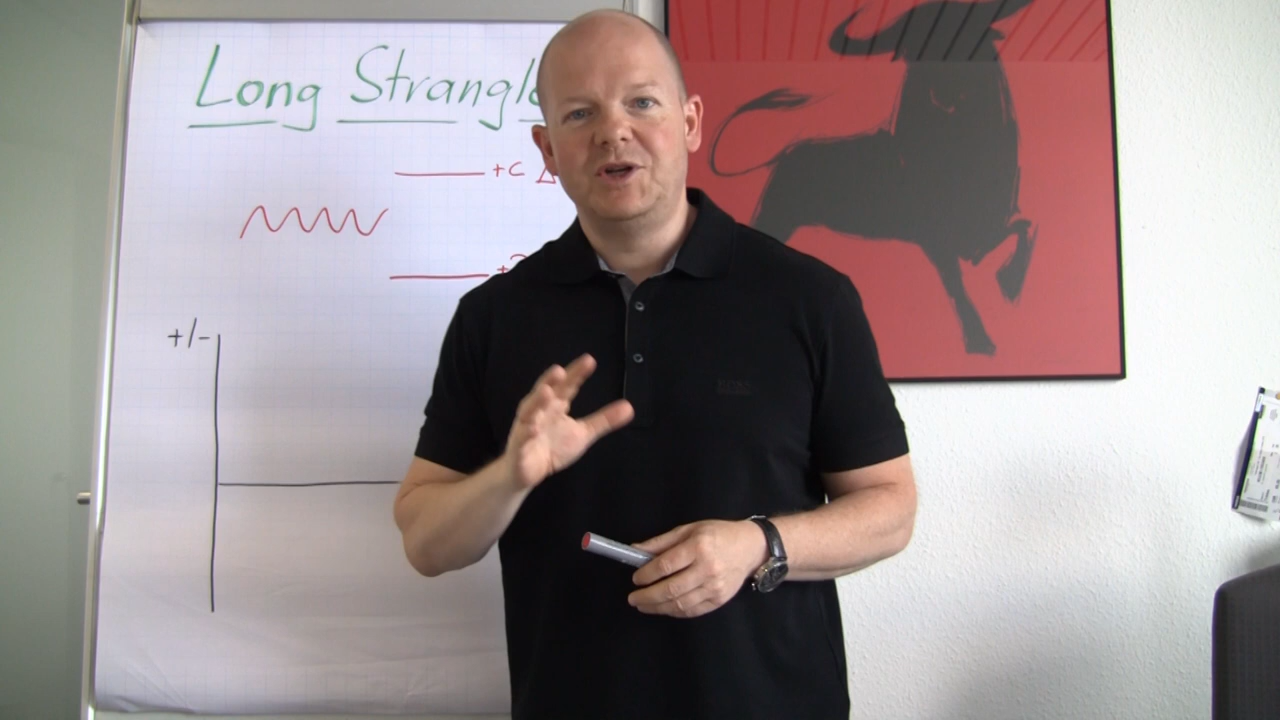 Long Strangle
+C Δ
+
+/-